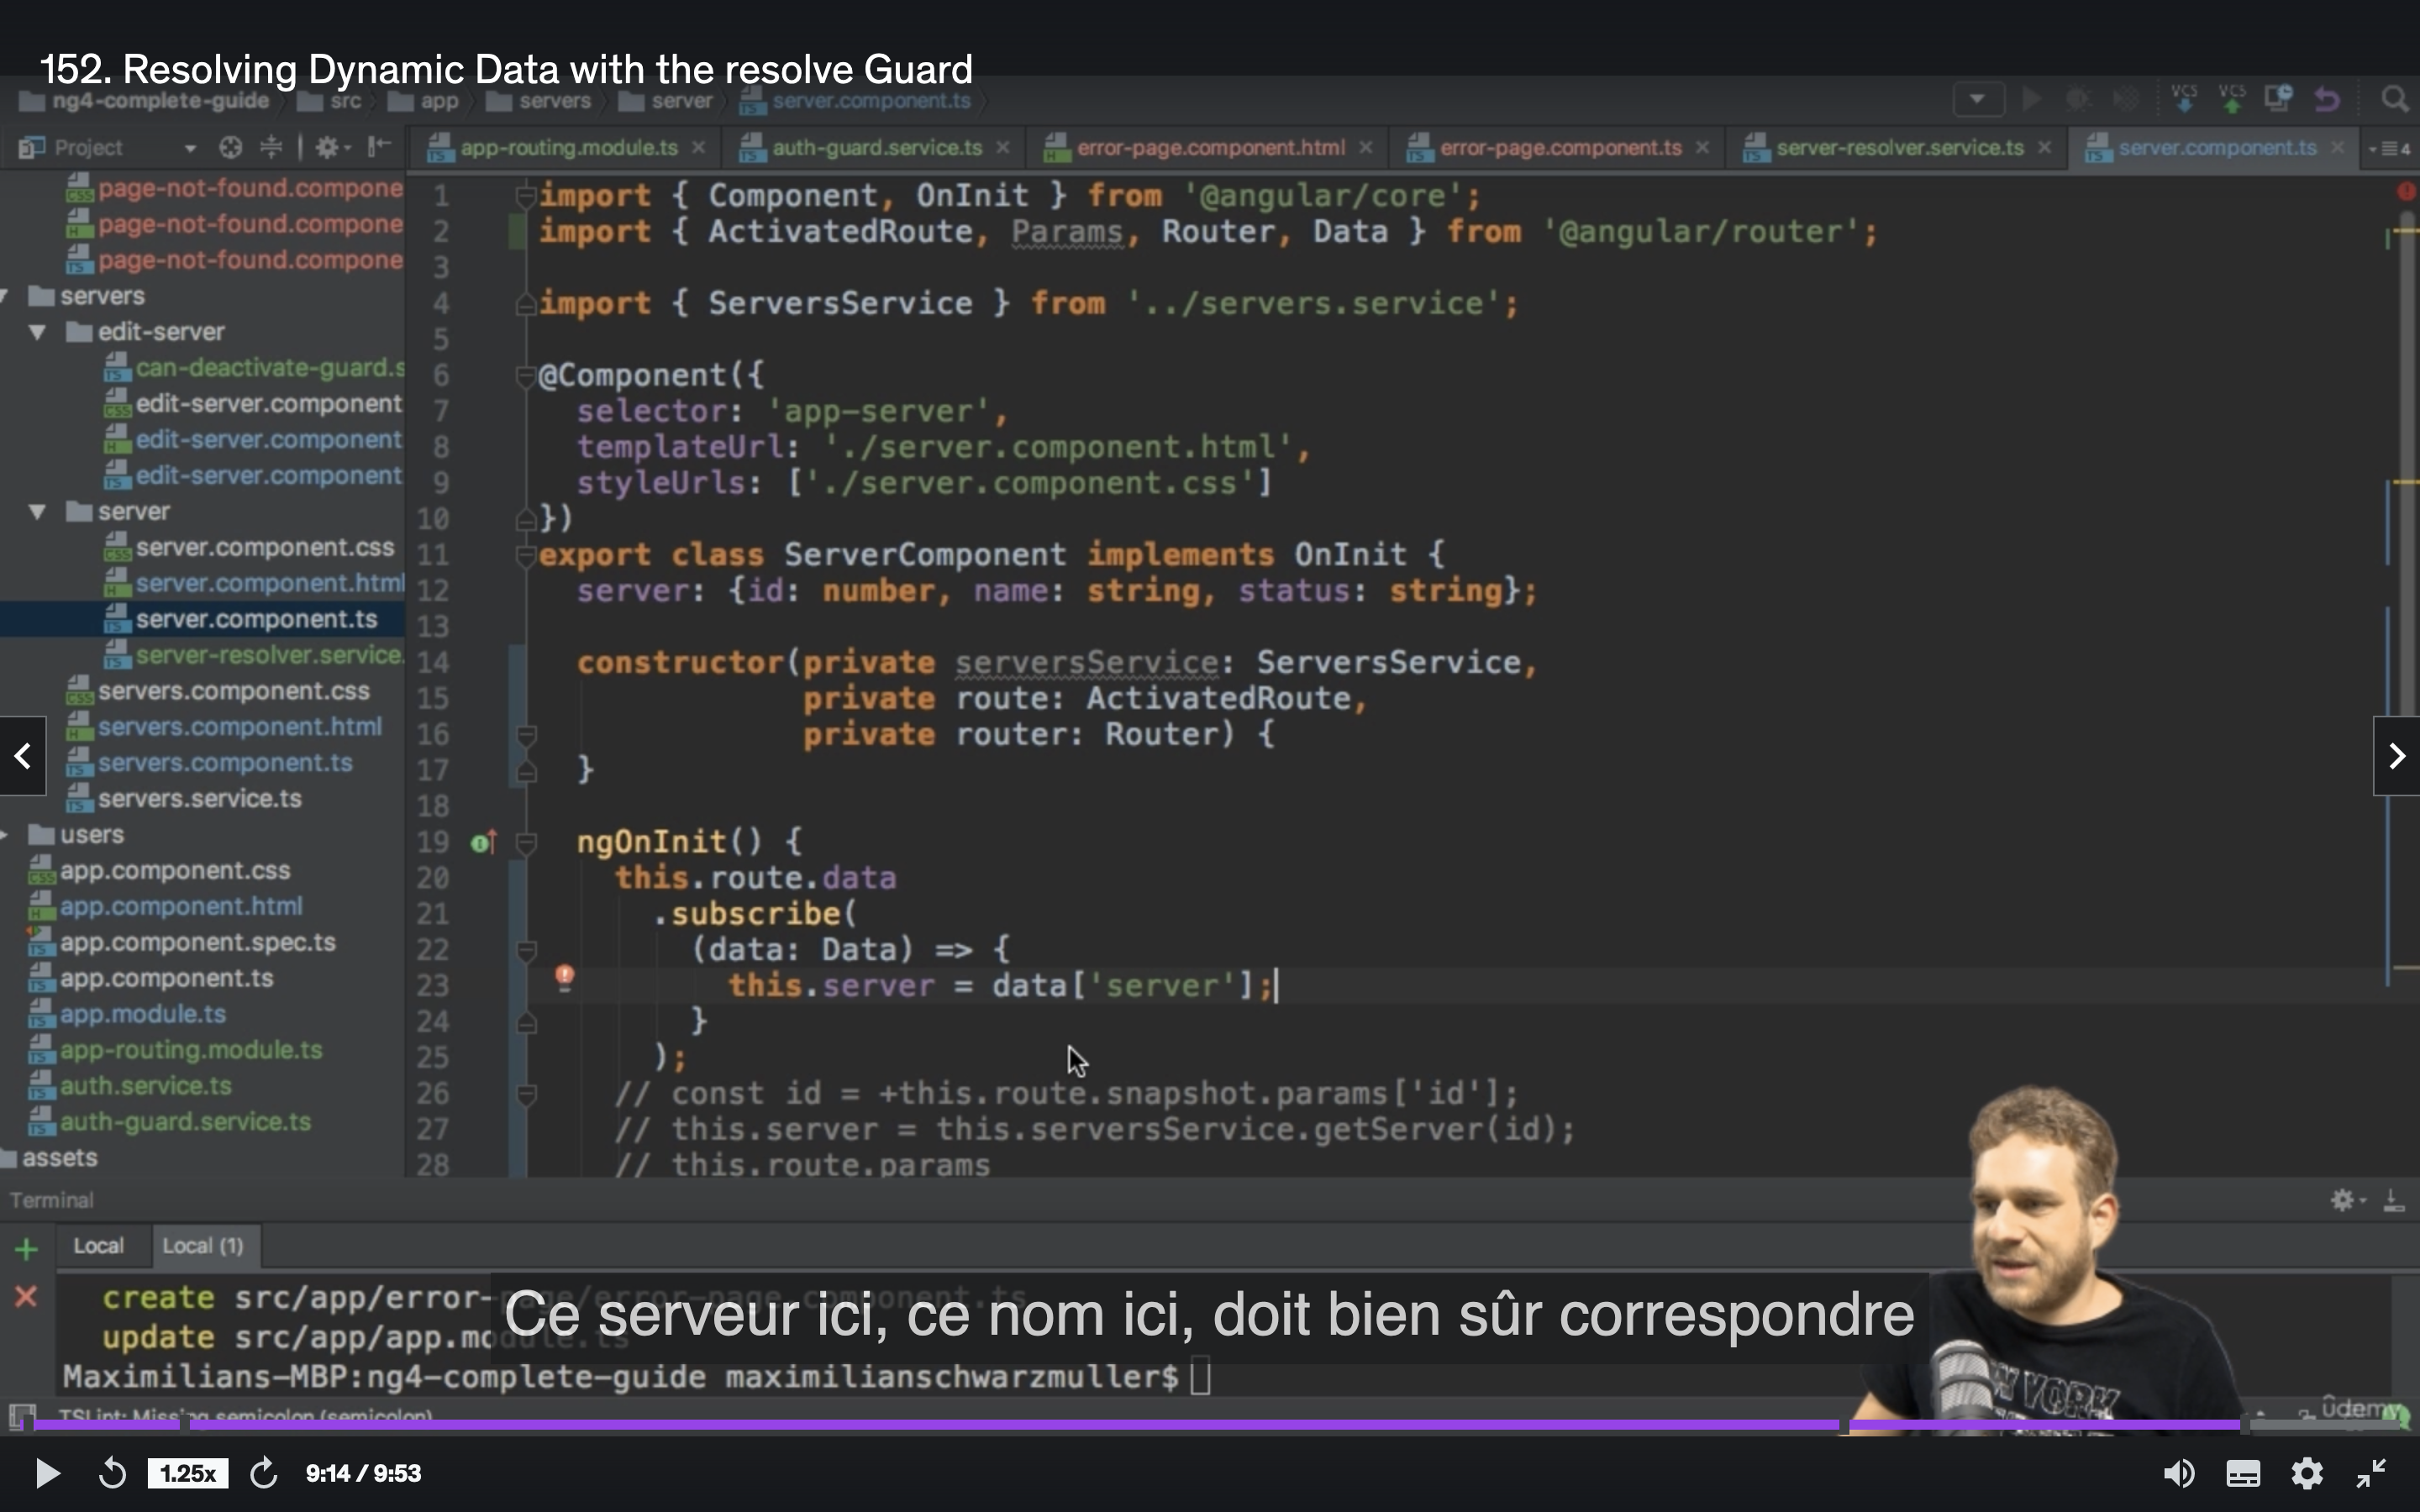 152. Resolving Dynamic Data with the resolve Guard
ng4-complete-guide src app servers server server.component.ts
VCS VCS
Project
app-routing.module.ts auth-guard.service.ts error-page.component.html error-page.component.ts server-resolver.service.ts server.component.ts 4
page-not-found.compone
page-not-found.compone
page-not-found.compone
servers
edit-server
can-deactivate-guard.s
edit-server.component
edit-server.component
edit-server.component
server
server.component.css
server.component.html
server.component.ts
server-resolver.service.
servers.component.css
servers.component.html
servers.component.ts
servers.service.ts
users
app.component.css
app.component.html
app.component.spec.ts
app.component.ts
app.module.ts
app-routing.module.ts
auth.service.ts
auth-guard.service.ts
assets
1 import { Component, OnInit } from '@angular/core';
2 import { ActivatedRoute, Params, Router, Data } from '@angular/router';
3
4 import { ServersService } from '../servers.service';
5
6 @Component({
7 selector: 'app-server',
8 templateUrl: './server.component.html',
9 styleUrls: ['./server.component.css']
10 })
11 export class ServerComponent implements OnInit {
12 server: {id: number, name: string, status: string};
13
14 constructor(private serversService: ServersService,
15 private route: ActivatedRoute,
16 private router: Router) {
17 }
18
19 ngOnInit() {
20 this.route.data
21 .subscribe(
22 (data: Data) => {
23 this.server = data['server'];
24 }
25 );
26 // const id = +this.route.snapshot.params['id'];
27 // this.server = this.serversService.getServer(id);
28 // this.route.params
Terminal
Local Local (1)
create src/app/error-page/error-page.component.ts
update src/app/app.module.ts
Maximilians-MBP:ng4-complete-guide maximilianschwarzmuller$
Ce serveur ici, ce nom ici, doit bien sûr correspondre
TSLint: Missing semicolon (semicolon)
YORK
ûdemy
1.25x 9:14 / 9:53